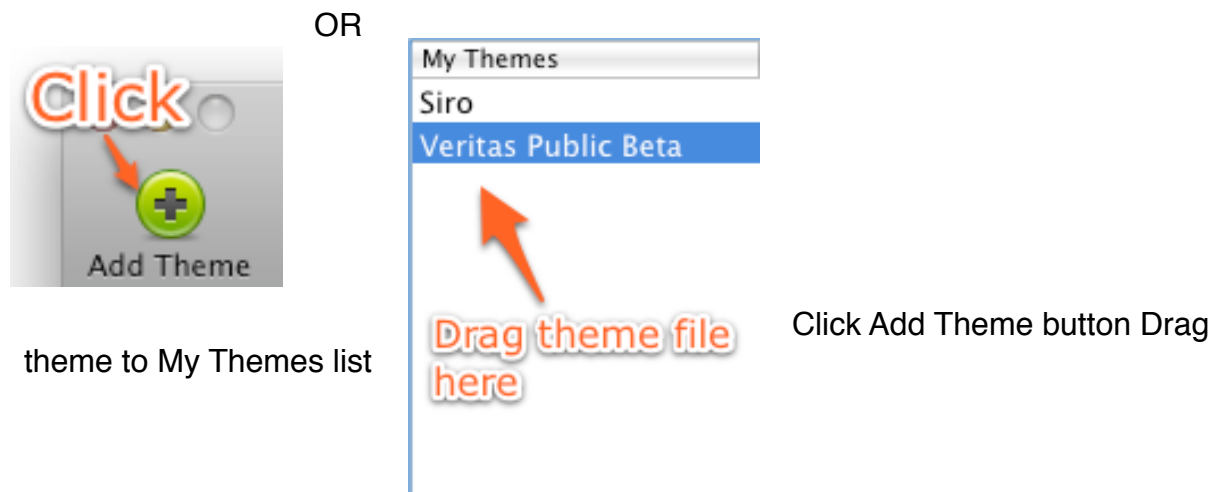 OR
Click
Add Theme
My Themes
Siro
Veritas Public Beta
Drag theme file
here
Click Add Theme button Drag
theme to My Themes list